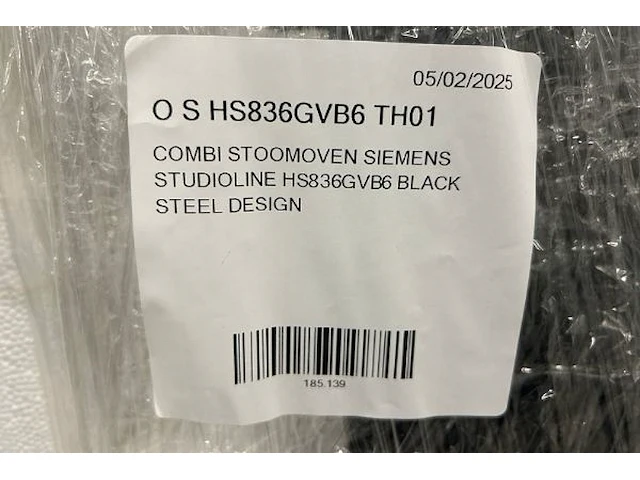 05/02/2025
O S HS836GVB6 TH01
COMBI STOOMOVEN SIEMENS
STUDIOLINE HS836GVB6 BLACK
STEEL DESIGN
185.139